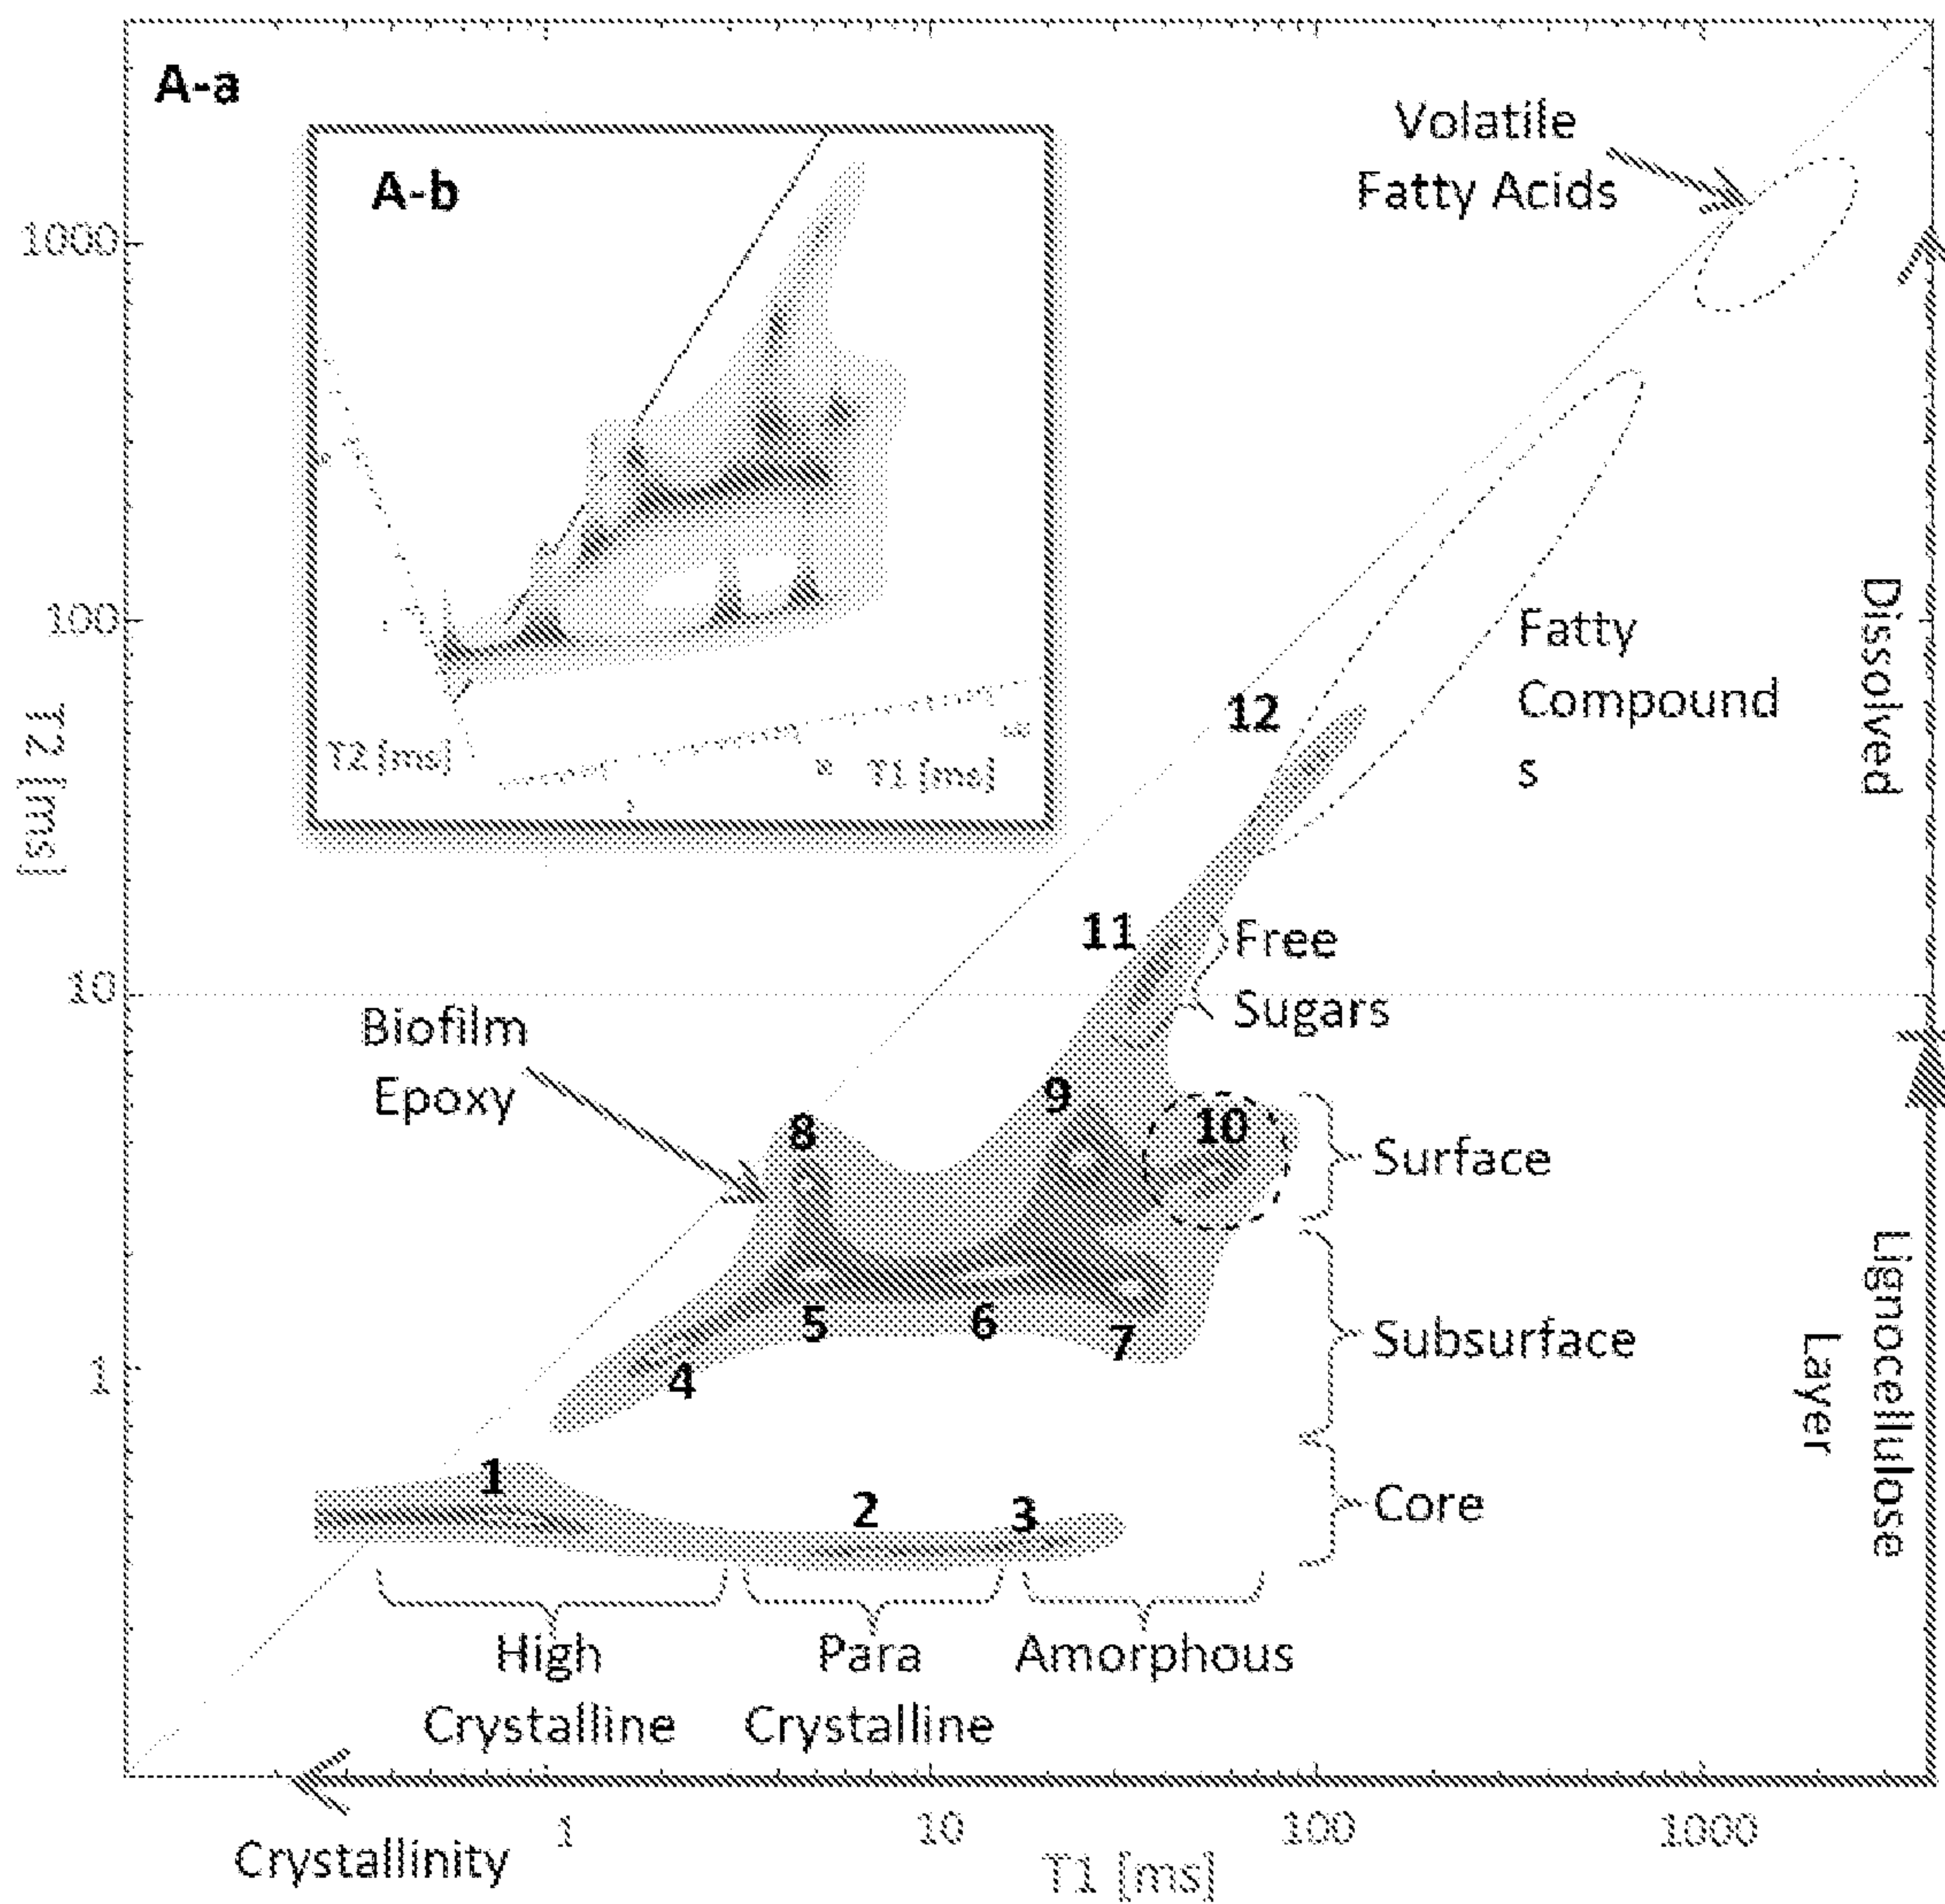 A-a
A-b
T2 [ms]
T1 [ms]
Volatile
Fatty Acids
1000
100
10
1
T2 [ms]
Dissolved
Fatty
Compound
s
12
11
Free
Sugars
Biofilm
Epoxy
9
8
10
Surface
5
6
7
4
Subsurface
Lignocellulose
Layer
1
2
3
Core
High
Crystalline
Para
Crystalline
Amorphous
Crystallinity
1
10
100
1000
T1 [ms]